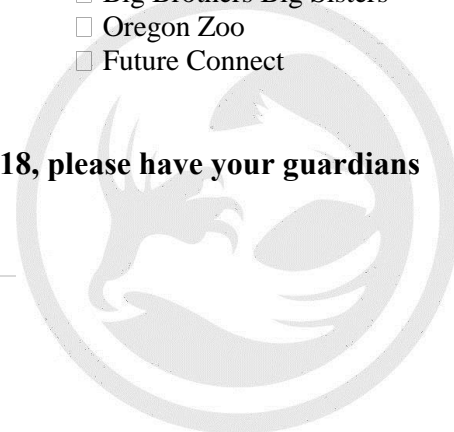 □ Big Brothers Big Sisters
□ Oregon Zoo
□ Future Connect
18, please have your guardians